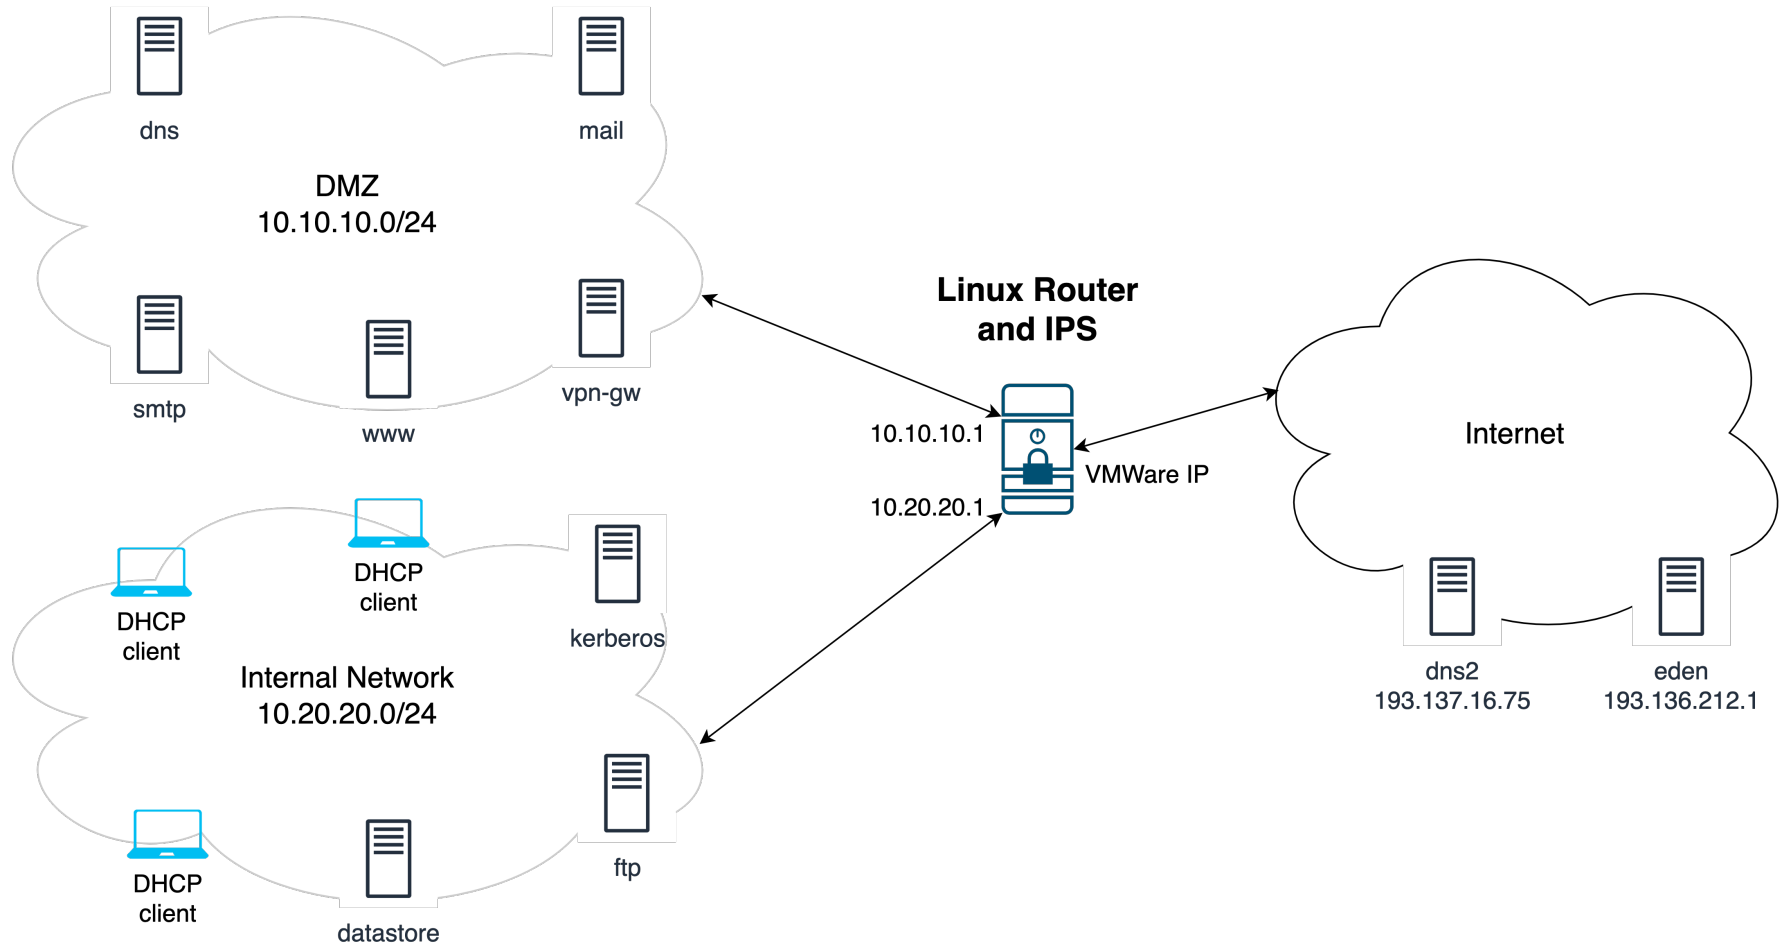 dns
mail
DMZ
10.10.10.0/24
smtp
www
vpn-gw
Linux Router
and IPS
10.10.10.1
10.20.20.1
VMWare IP
Internet
dns2
193.137.16.75
eden
193.136.212.1
DHCP
client
DHCP
client
kerberos
Internal Network
10.20.20.0/24
DHCP
client
datastore
ftp